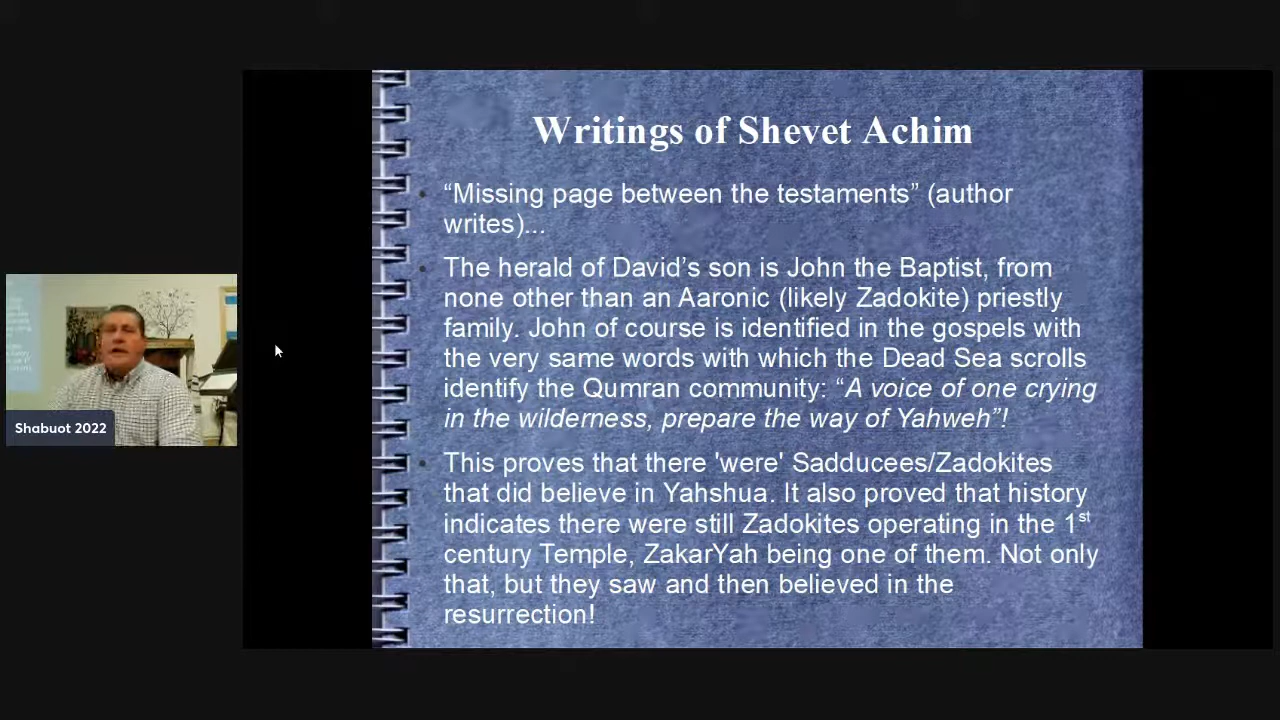 Writings of Shevet Achim
“Missing page between the testaments” (author
writes)...
The herald of David’s son is John the Baptist, from
none other than an Aaronic (likely Zadokite) priestly
family. John of course is identified in the gospels with
the very same words with which the Dead Sea scrolls
identify the Qumran community: “A voice of one crying
in the wilderness, prepare the way of Yahweh”!
This proves that there 'were' Sadducees/Zadokites
that did believe in Yahshua. It also proved that history
indicates there were still Zadokites operating in the 1st
century Temple, ZakarYah being one of them. Not only
that, but they saw and then believed in the
resurrection!
Shabuot 2022